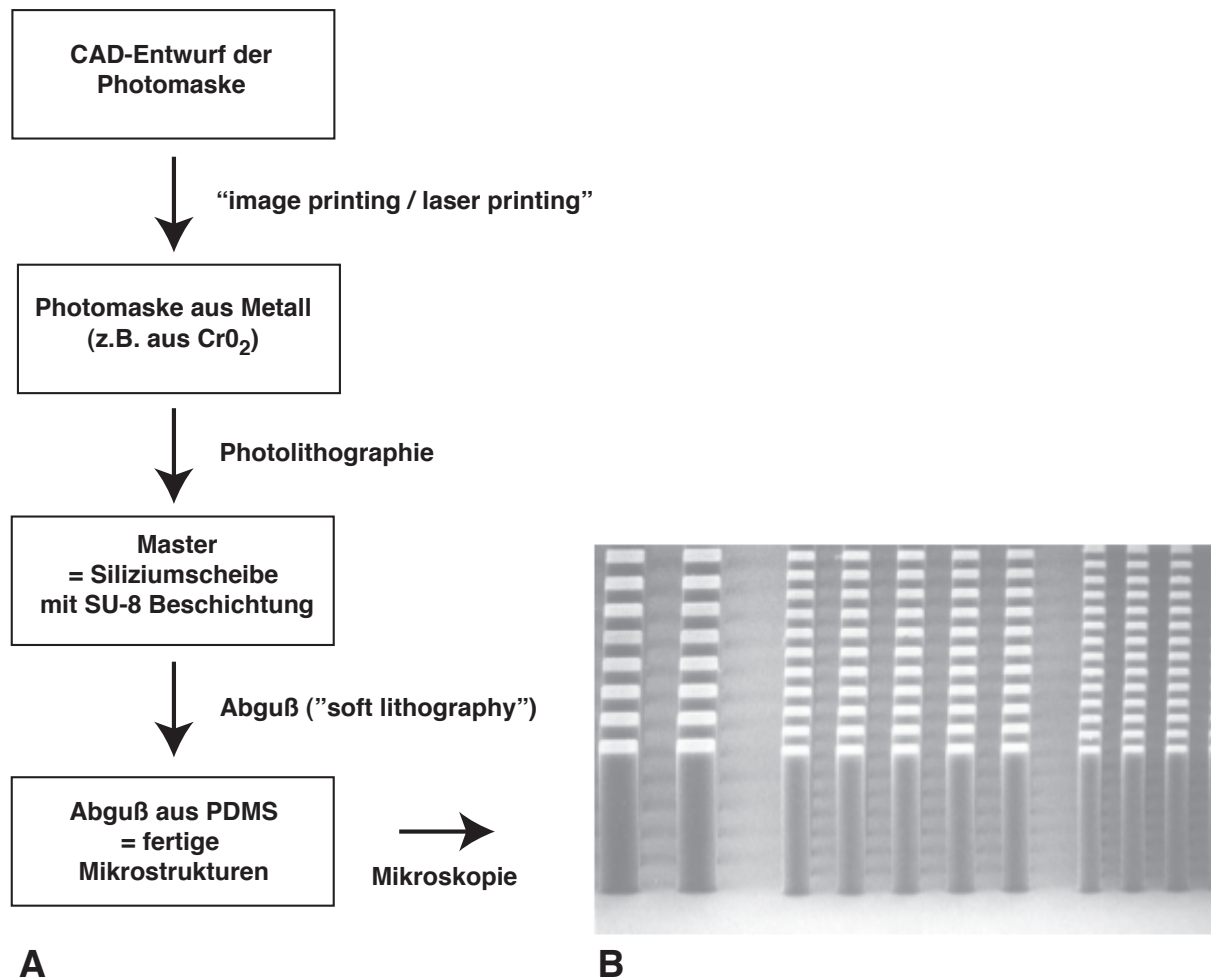 CAD-Entwurf der
Photomaske
“image printing / laser printing”
Photomaske aus Metall
(z.B. aus Cr0₂)
Photolithographie
Master
= Siliziumscheibe
mit SU-8 Beschichtung
Abguß (”soft lithography”)
Abguß aus PDMS
= fertige
Mikrostrukturen
Mikroskopie
A
B